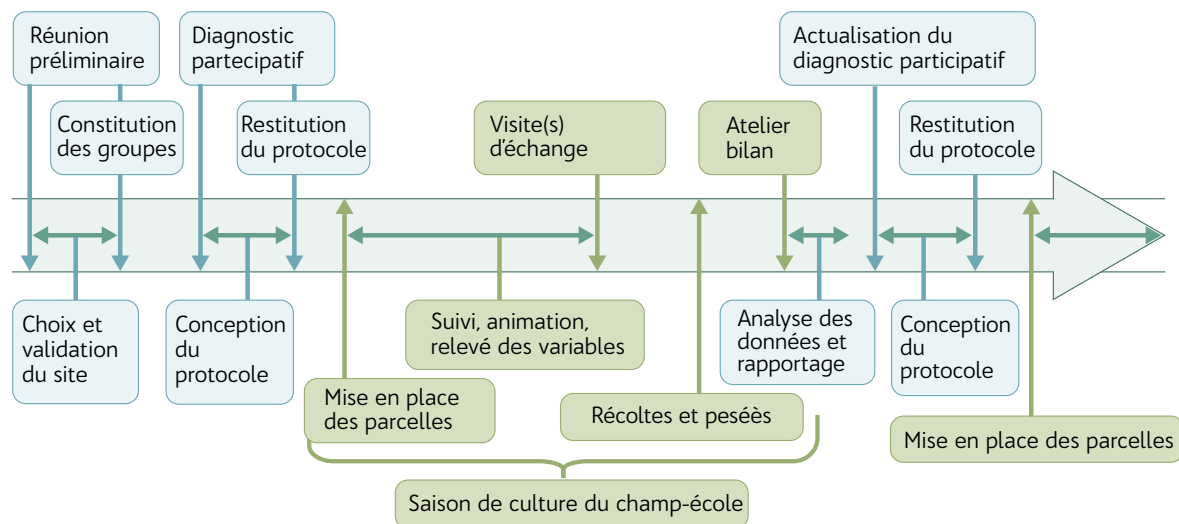 Réunion
préliminaire
Diagnostic
partecipatif
Actualisation du
diagnostic participatif
Constitution
des groupes
Restitution
du protocole
Visite(s)
d'échange
Atelier
bilan
Restitution
du protocole
Choix et
validation
du site
Conception
du
protocole
Suivi, animation,
relevé des variables
Analyse des
données et
rapportage
Conception
du
protocole
Mise en place
des parcelles
Récoltes et peséès
Mise en place des parcelles
Saison de culture du champ-école